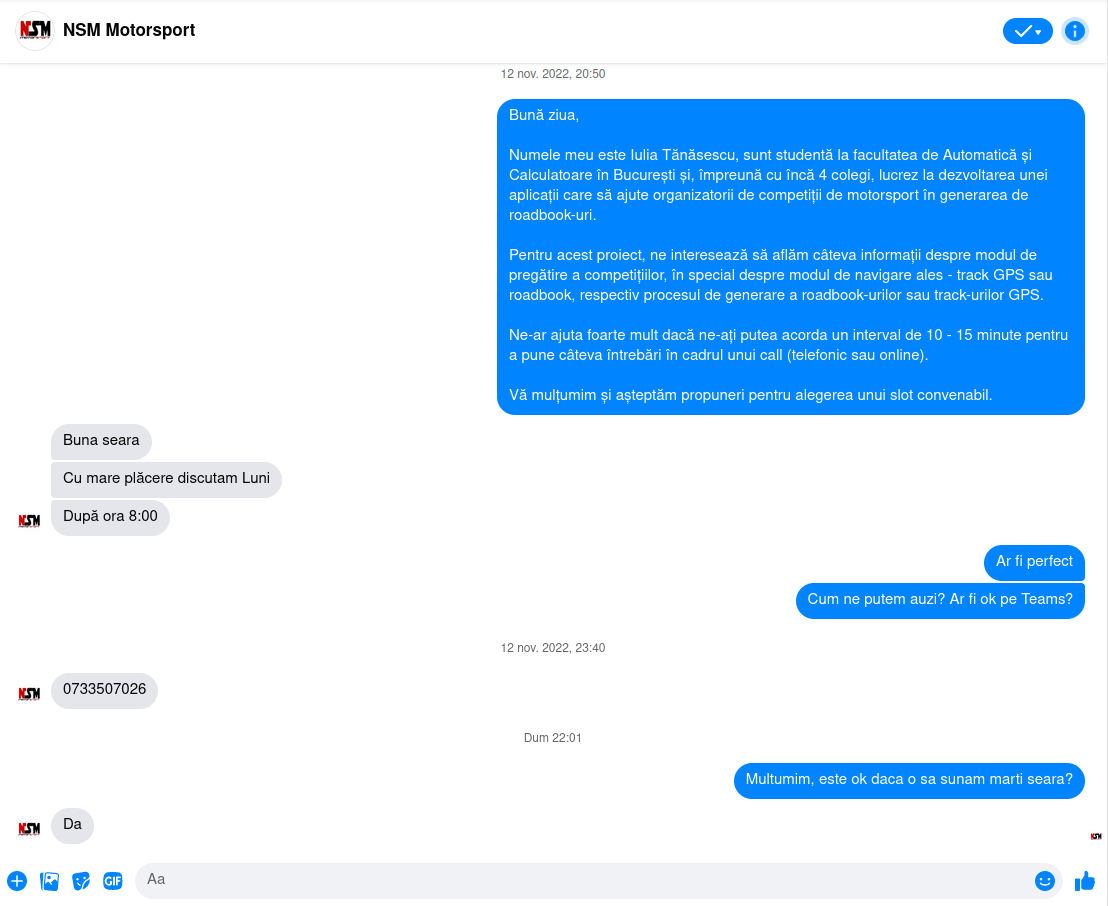 NSM
NSM Motorsport
12 nov. 2022, 20:50
Bună ziua,
Numele meu este Iulia Tănăsescu, sunt studentă la facultatea de Automatică și
Calculatoare în București și, împreună cu încă 4 colegi, lucrez la dezvoltarea unei
aplicații care să ajute organizatorii de competiții de motorsport în generarea de
roadbook-uri.
Pentru acest proiect, ne interesează să aflăm câteva informații despre modul de
pregătire a competițiilor, în special despre modul de navigare ales - track GPS sau
roadbook, respectiv procesul de generare a roadbook-urilor sau track-urilor GPS.
Ne-ar ajuta foarte mult dacă ne-ați putea acorda un interval de 10 - 15 minute pentru
a pune câteva întrebări în cadrul unui call (telefonic sau online).
Vă mulțumim și așteptăm propuneri pentru alegerea unui slot convenabil.
Buna seara
Cu mare plăcere discutam Luni
NSM
După ora 8:00
Ar fi perfect
Cum ne putem auzi? Ar fi ok pe Teams?
12 nov. 2022, 23:40
NSM
0733507026
Dum 22:01
Multumim, este ok daca o sa sunam marti seara?
NSM
Da
NSM
GIF
Aa